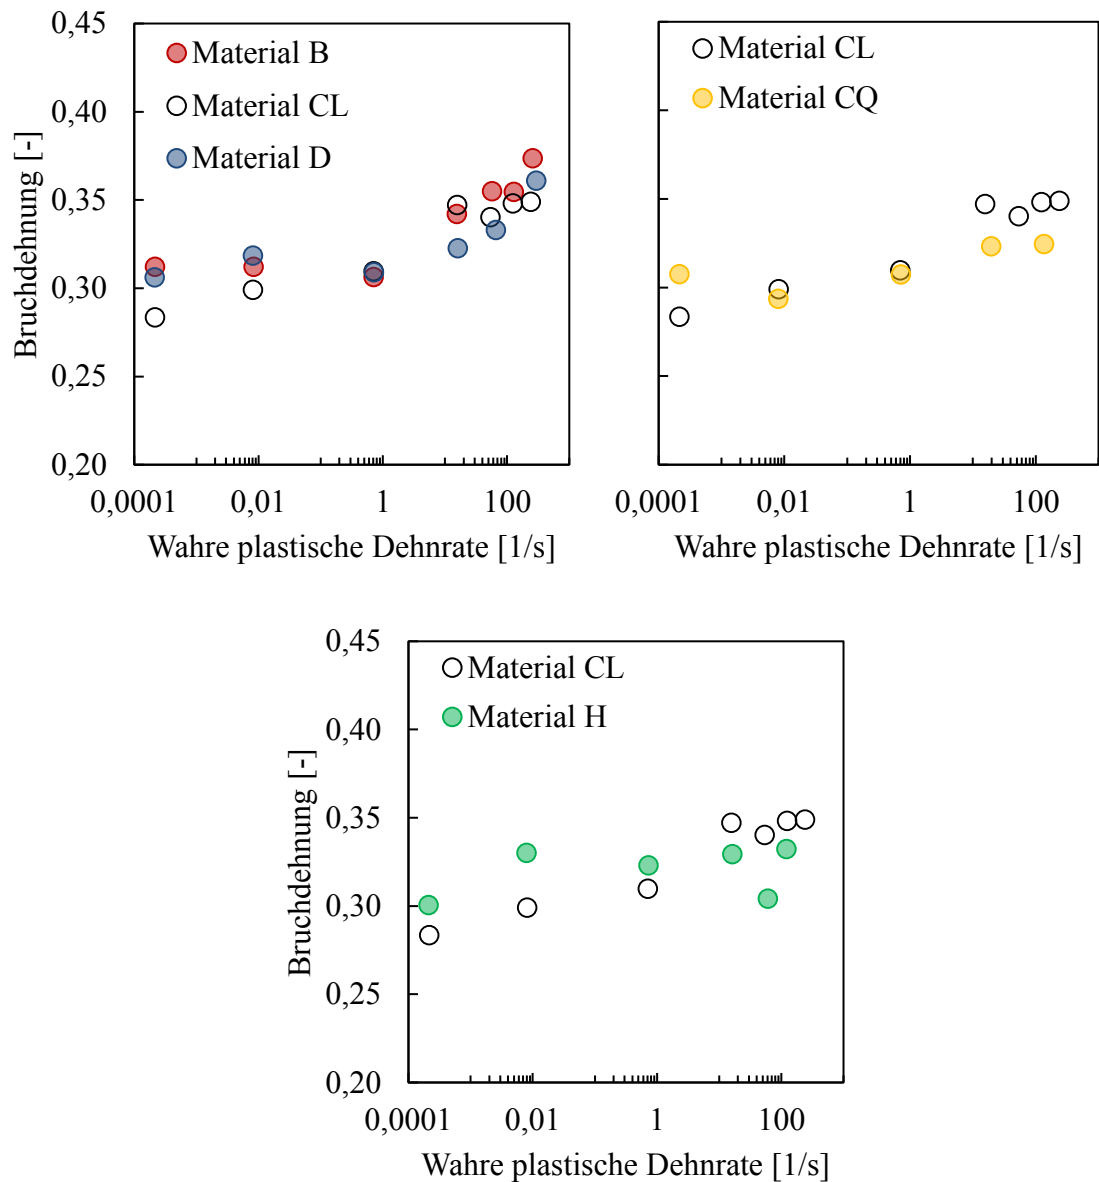 0,45
0,40
0,35
0,30
0,25
0,20
Bruchdehnung [-]
Material B
Material CL
Material D
0,0001 0,01 1 100
Wahre plastische Dehnrate [1/s]
Material CL
Material CQ
0,0001 0,01 1 100
Wahre plastische Dehnrate [1/s]
0,45
0,40
0,35
0,30
0,25
0,20
Bruchdehnung [-]
Material CL
Material H
0,0001 0,01 1 100
Wahre plastische Dehnrate [1/s]